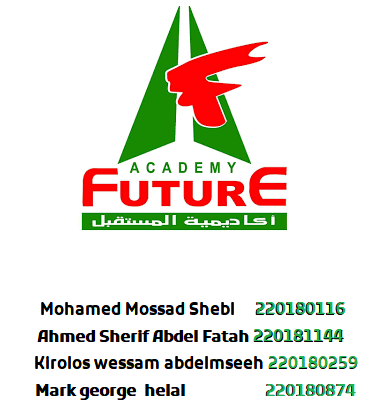 ACADEMY
FUTURE
أكاديمية المستقبل
Mohamed Mossad Shebl 220180116
Ahmed Sherif Abdel Fatah 220181144
Kirolos wessam abdelmseeh 220180259
Mark george helal 220180874